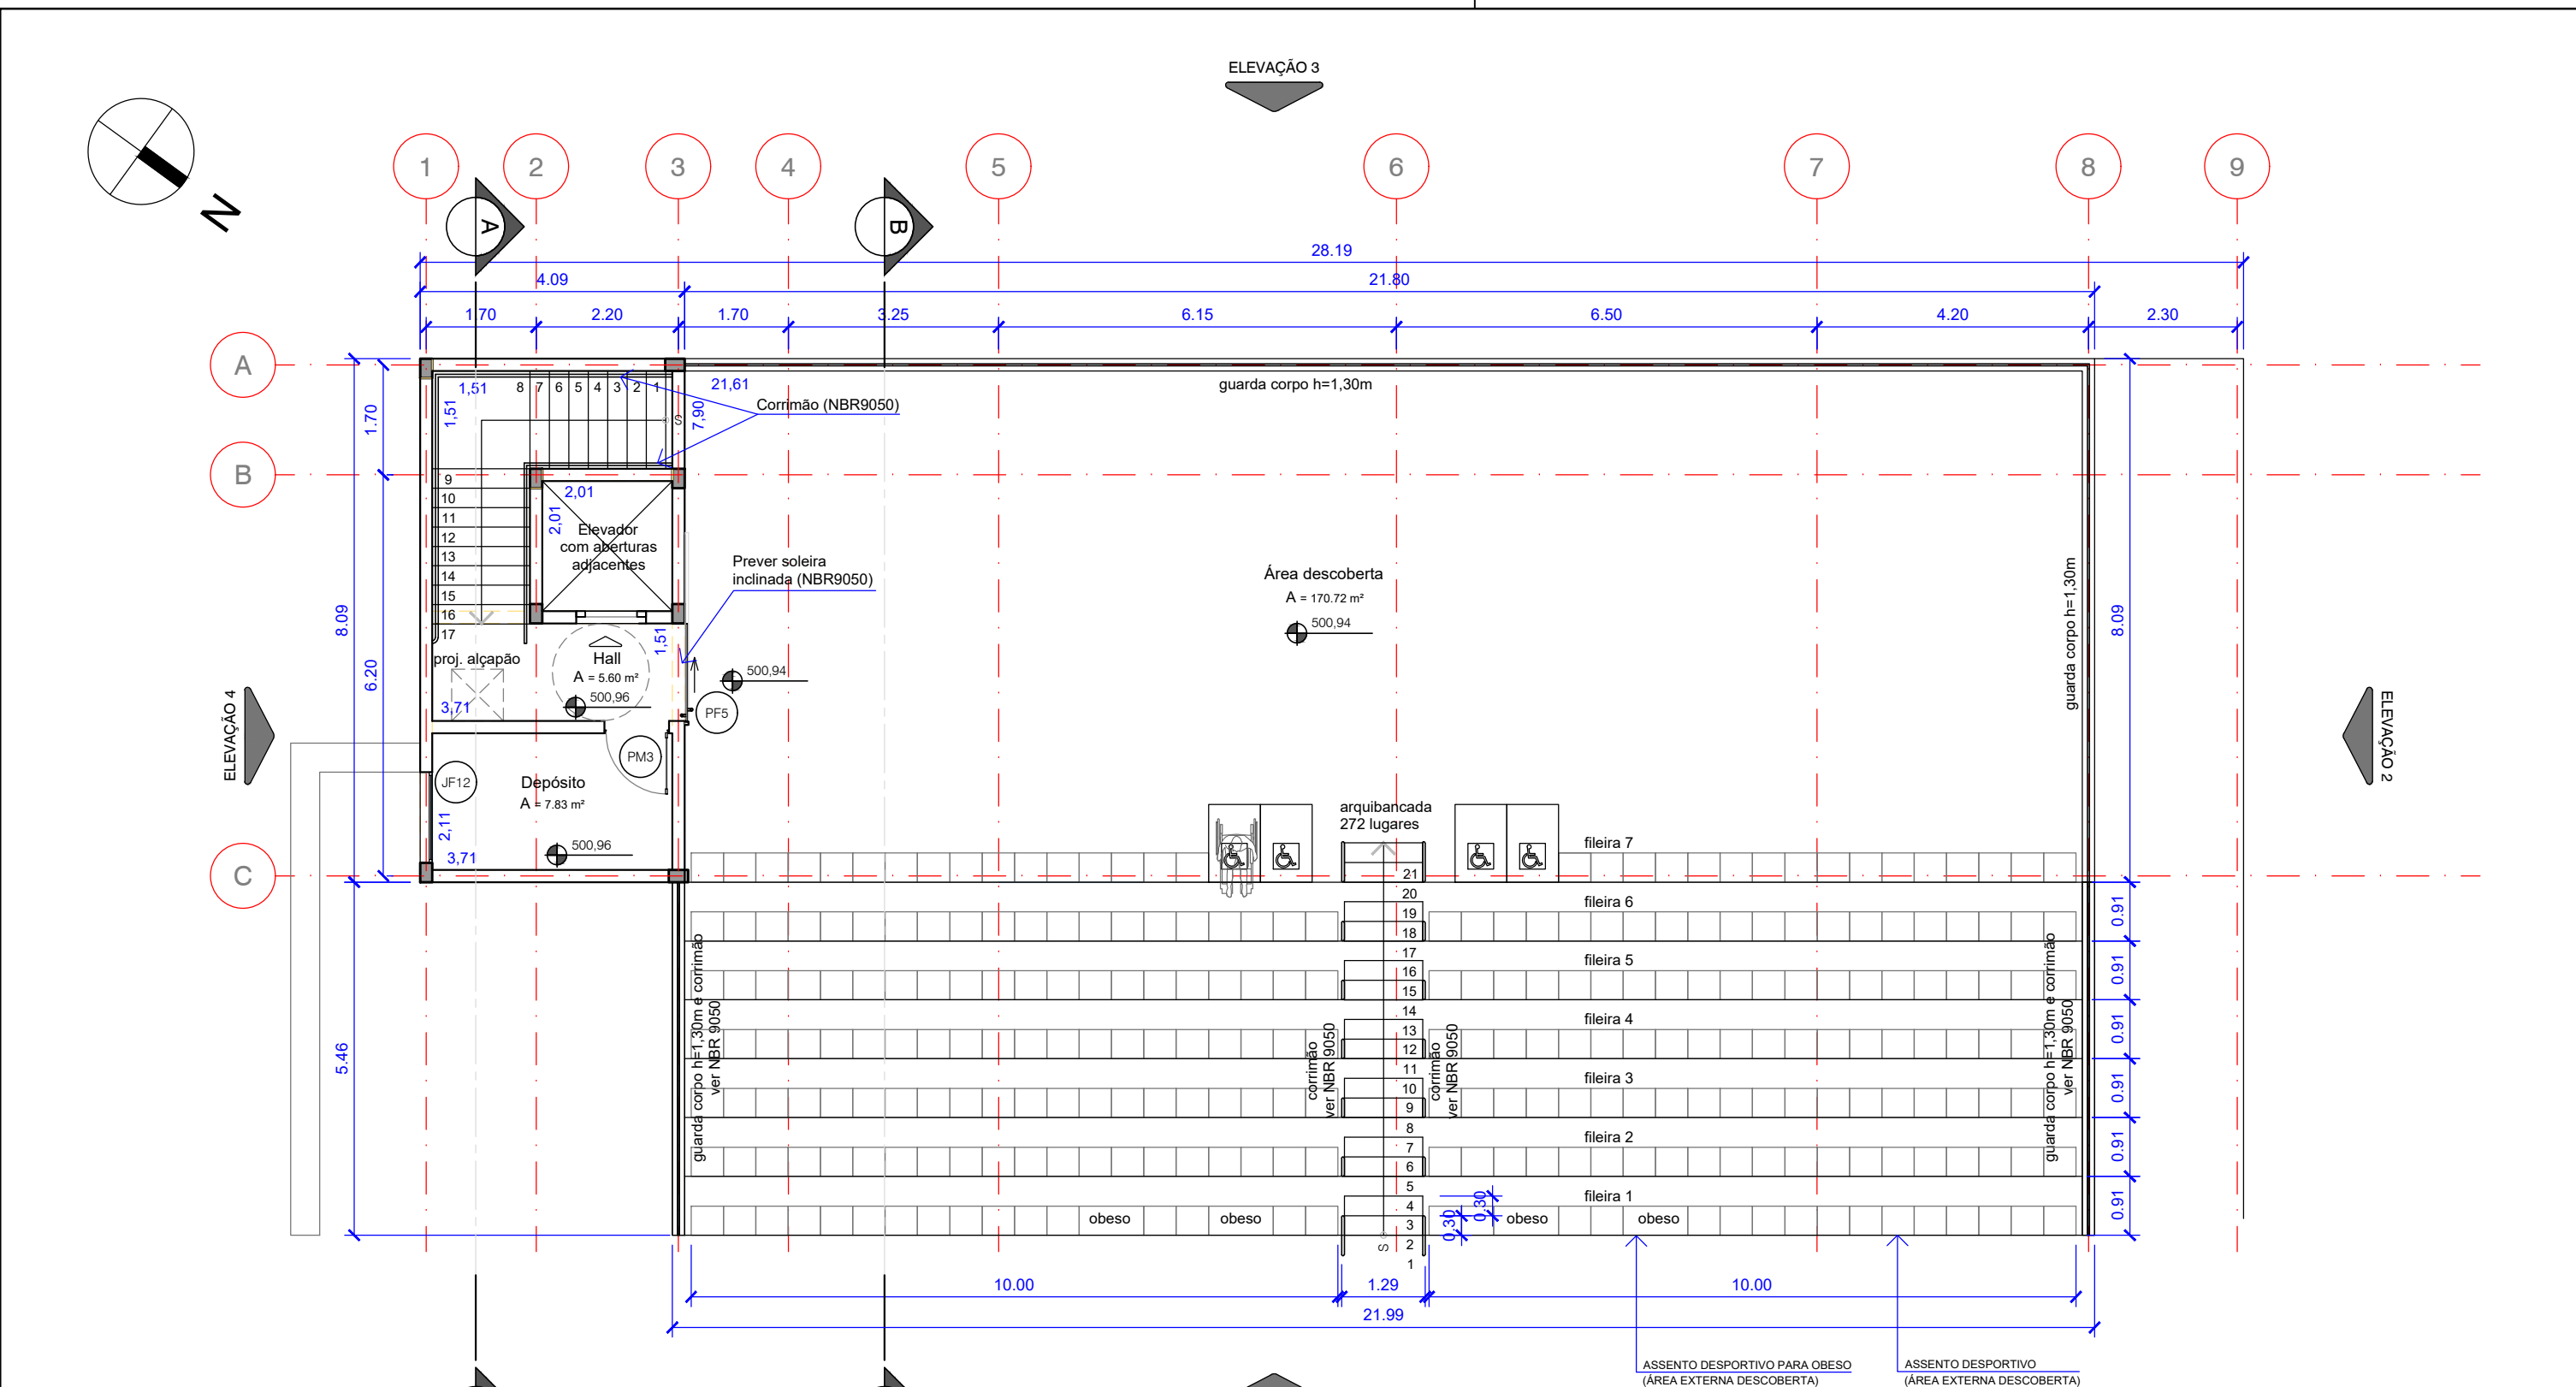 ELEVAÇÃO 3
N
1
2
3
4
5
6
7
8
9
A
B
28.19
4.09
21.80
1.70
2.20
1.70
3.25
6.15
6.50
4.20
2.30
A
B
C
8.09
1.70
6.20
5.46
1,51
1,51
8
7
6
5
4
3
2
1
S
21,61
7,90
guarda corpo h=1,30m
Corrimão (NBR9050)
9
10
11
12
13
14
15
16
17
2,01
2,01
Elevador
com aberturas
adjacentes
Prever soleira
inclinada (NBR9050)
1,51
proj. alçapão
Hall
A = 5.60 m²
500,96
3,71
500,94
PF5
PM3
JF12
Depósito
A = 7.83 m²
2,11
3,71
500,96
Área descoberta
A = 170.72 m²
500,94
guarda corpo h=1,30m
8.09
ELEVAÇÃO 4
ELEVAÇÃO 2
arquibancada
272 lugares
fileira 7
fileira 6
fileira 5
fileira 4
fileira 3
fileira 2
fileira 1
21
20
19
18
17
16
15
14
13
12
11
10
9
8
7
6
5
4
3
2
1
S
guarda corpo h=1,30m e corrimão
ver NBR 9050
corrimão
ver NBR 9050
corrimão
ver NBR 9050
guarda corpo h=1,30m e corrimão
ver NBR 9050
0.91
0.91
0.91
0.91
0.91
0.91
0,30
0,30
obeso
obeso
obeso
obeso
10.00
1.29
10.00
21.99
ASSENTO DESPORTIVO PARA OBESO
(ÁREA EXTERNA DESCOBERTA)
ASSENTO DESPORTIVO
(ÁREA EXTERNA DESCOBERTA)